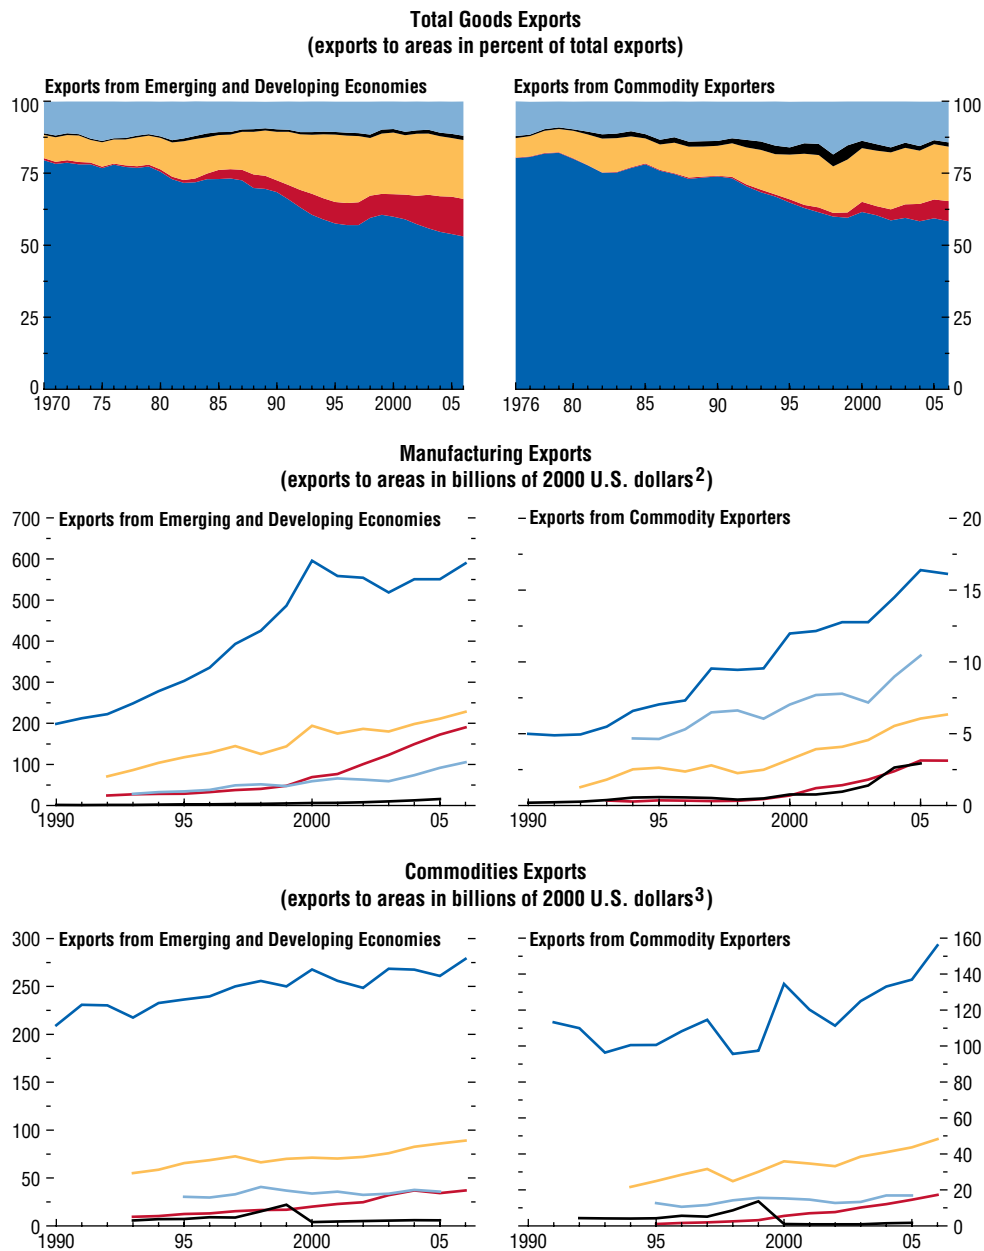 Total Goods Exports
(exports to areas in percent of total exports)
Exports from Emerging and Developing Economies
100
75
50
25
0
1970 75 80 85 90 95 2000 05
Exports from Commodity Exporters
100
75
50
25
0
1976 80 85 90 95 2000 05
Manufacturing Exports
(exports to areas in billions of 2000 U.S. dollars2)
Exports from Emerging and Developing Economies
700
600
500
400
300
200
100
0
1990 95 2000 05
Exports from Commodity Exporters
20
15
10
5
0
1990 95 2000 05
Commodities Exports
(exports to areas in billions of 2000 U.S. dollars3)
Exports from Emerging and Developing Economies
300
250
200
150
100
50
0
1990 95 2000 05
Exports from Commodity Exporters
160
140
120
100
80
60
40
20
0
1990 95 2000 05